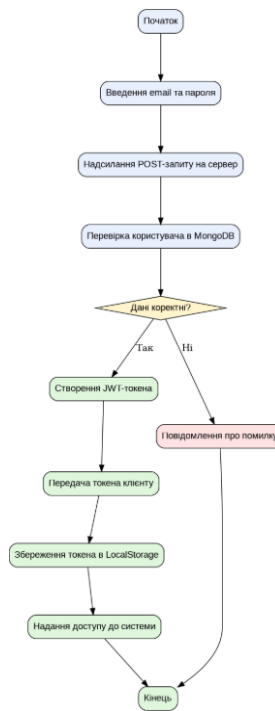 Початок
Введення email та пароля
Надсилання POST-запиту на сервер
Перевірка користувача в MongoDB
Дані коректні?
Так
Ні
Створення JWT-токена
Повідомлення про помилку
Передача токена клієнту
Збереження токена в LocalStorage
Надання доступу до системи
Кінець